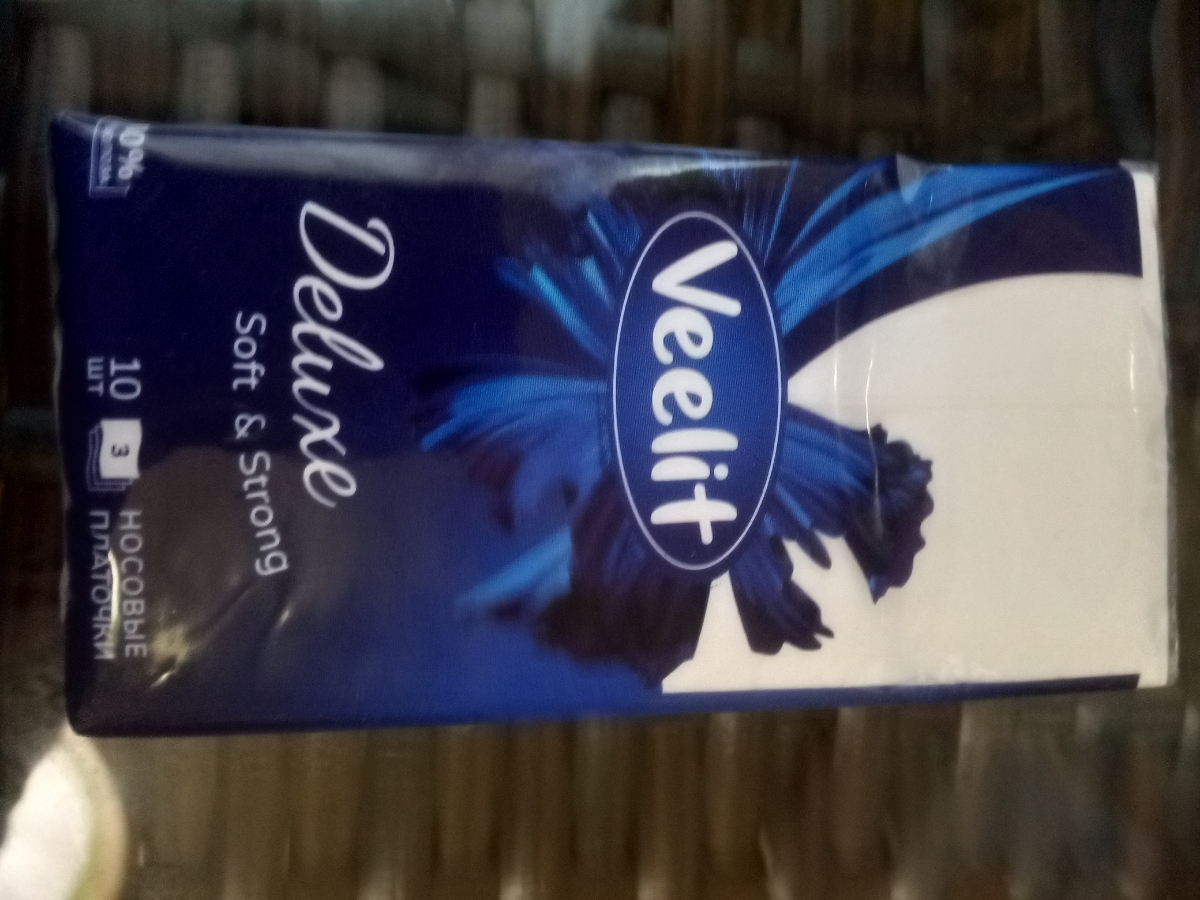 Veelit
Deluxe
Soft & Strong
10
ШТ
3
НОСОВЫЕ
ПЛАТОЧКИ